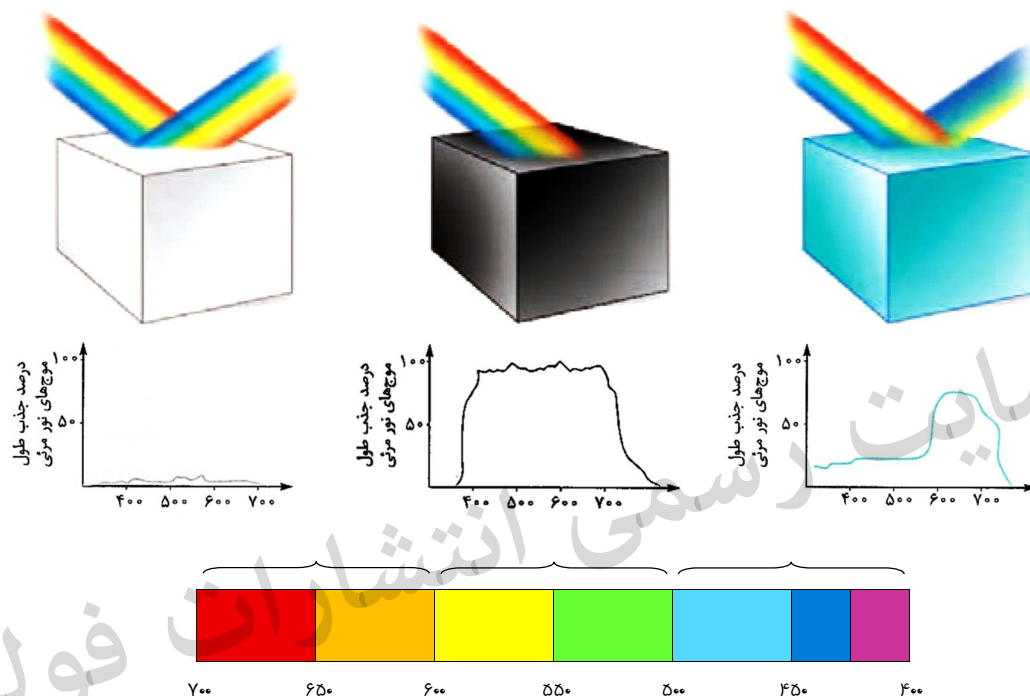 درصد جذب طول
موج‌های نور مرئی
۱۰۰
۵۰
۴۰۰ ۵۰۰ ۶۰۰ ۷۰۰
درصد جذب طول
موج‌های نور مرئی
۱۰۰
۵۰
۴۰۰ ۵۰۰ ۶۰۰ ۷۰۰
درصد جذب طول
موج‌های نور مرئی
۱۰۰
۵۰
۴۰۰ ۵۰۰ ۶۰۰ ۷۰۰
۷۰۰ ۶۵۰ ۶۰۰ ۵۵۰ ۵۰۰ ۴۵۰ ۴۰۰
سایت رسمی انتشارات